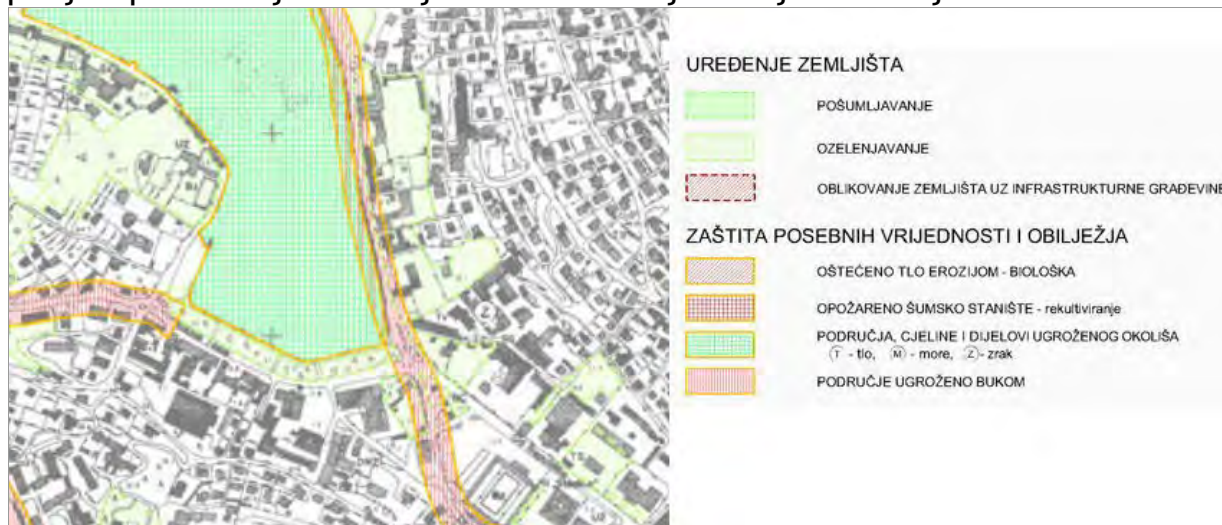 UREĐENJE ZEMLJIŠTA
POŠUMLJAVANJE
OZELENJAVANJE
OBLIKOVANJE ZEMLJIŠTA UZ INFRASTRUKTURNE GRAĐEVINE
ZAŠTITA POSEBNIH VRIJEDNOSTI I OBILJEŽJA
OŠTEĆENO TLO EROZIJOM - BIOLOŠKA
OPOŽARENO ŠUMSKO STANIŠTE - rekultiviranje
PODRUČJA, CJELINE I DIJELOVI UGROŽENOG OKOLIŠA
T - tlo, M - more, Z - zrak
PODRUČJE UGROŽENO BUKOM
Z